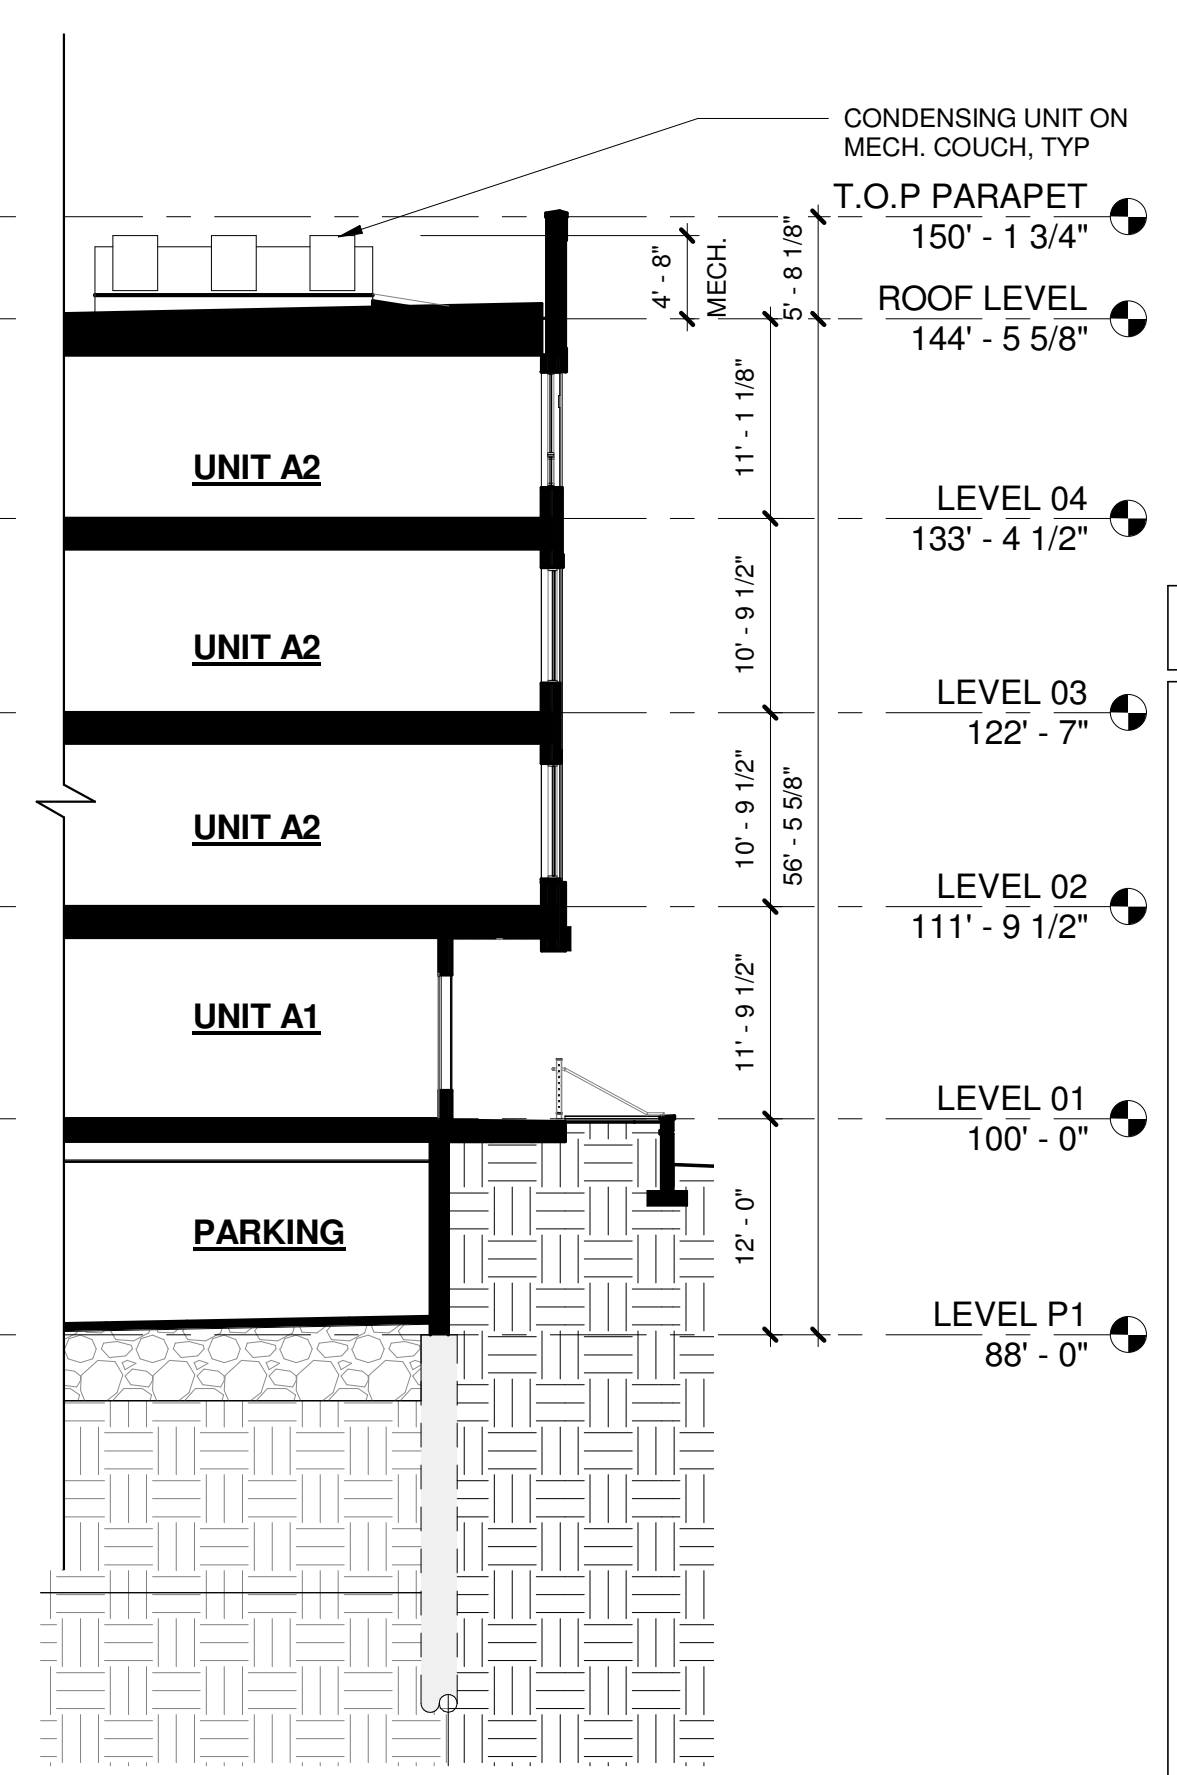 CONDENSING UNIT ON
MECH. COUCH, TYP
T.O.P PARAPET
150' - 1 3/4"
ROOF LEVEL
144' - 5 5/8"
4' - 8"
MECH.
5' - 8 1/8"
11' - 1 1/8"
UNIT A2
LEVEL 04
133' - 4 1/2"
10' - 9 1/2"
UNIT A2
LEVEL 03
122' - 7"
10' - 9 1/2"
56' - 5 5/8"
UNIT A2
LEVEL 02
111' - 9 1/2"
11' - 9 1/2"
UNIT A1
LEVEL 01
100' - 0"
12' - 0"
PARKING
LEVEL P1
88' - 0"